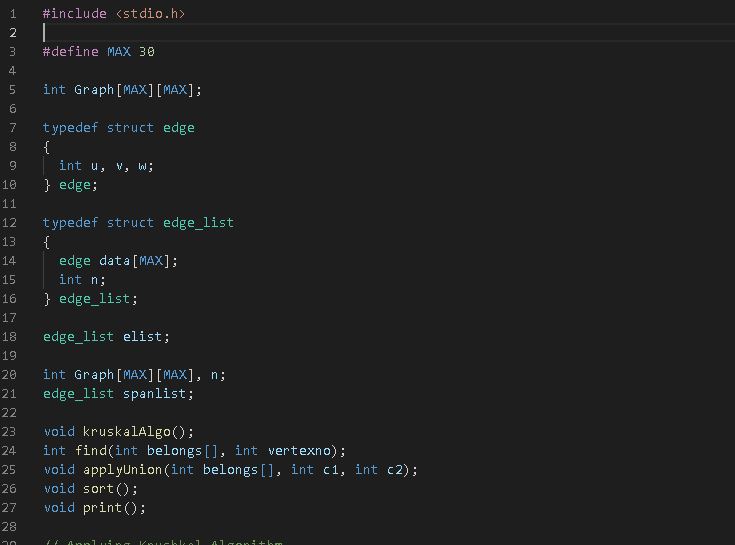 1 #include <stdio.h>
2
3 #define MAX 30
4
5 int Graph[MAX][MAX];
6
7 typedef struct edge
8 {
9 int u, v, w;
10 } edge;
11
12 typedef struct edge_list
13 {
14 edge data[MAX];
15 int n;
16 } edge_list;
17
18 edge_list elist;
19
20 int Graph[MAX][MAX], n;
21 edge_list spanlist;
22
23 void kruskalAlgo();
24 int find(int belongs[], int vertexno);
25 void applyUnion(int belongs[], int c1, int c2);
26 void sort();
27 void print();
28
29 // Applying Krushkal Algorithm